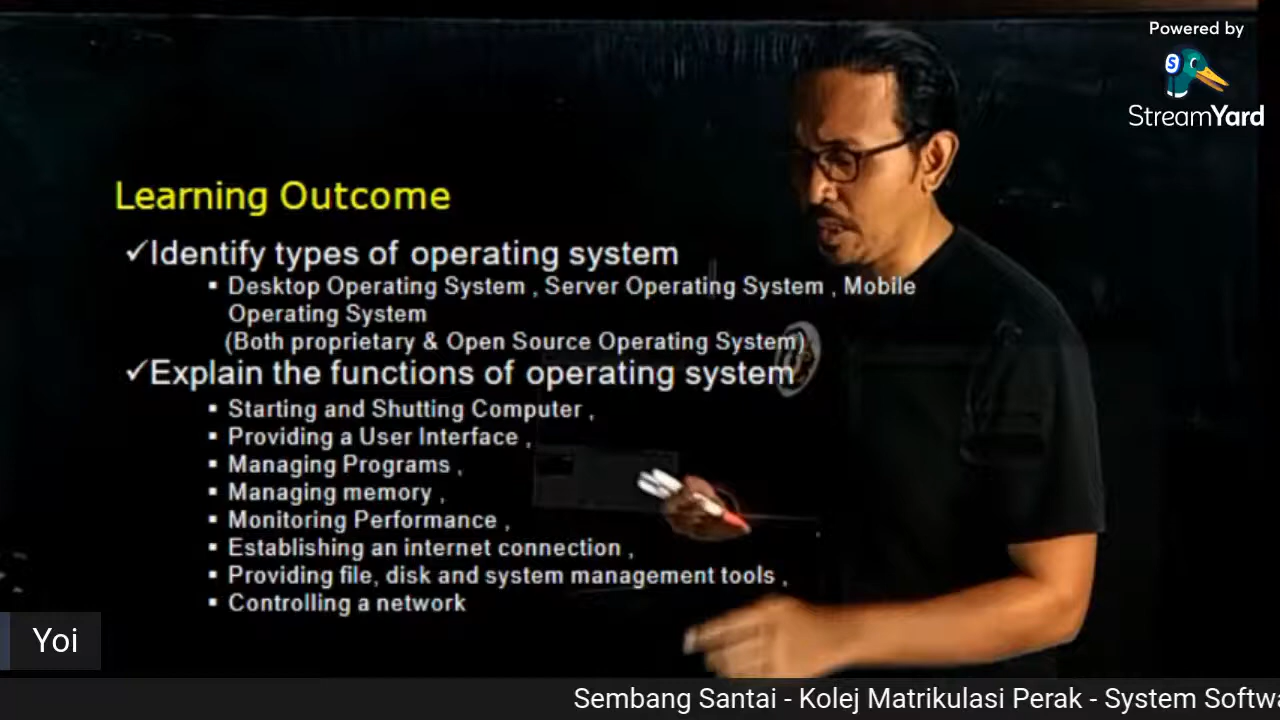 Powered by
StreamYard
Learning Outcome
✓Identify types of operating system
▪ Desktop Operating System , Server Operating System , Mobile
Operating System
(Both proprietary & Open Source Operating System)
✓Explain the functions of operating system
▪ Starting and Shutting Computer ,
▪ Providing a User Interface ,
▪ Managing Programs ,
▪ Managing memory ,
▪ Monitoring Performance ,
▪ Establishing an internet connection ,
▪ Providing file, disk and system management tools ,
▪ Controlling a network
Yoi
Sembang Santai - Kolej Matrikulasi Perak - System Softwa